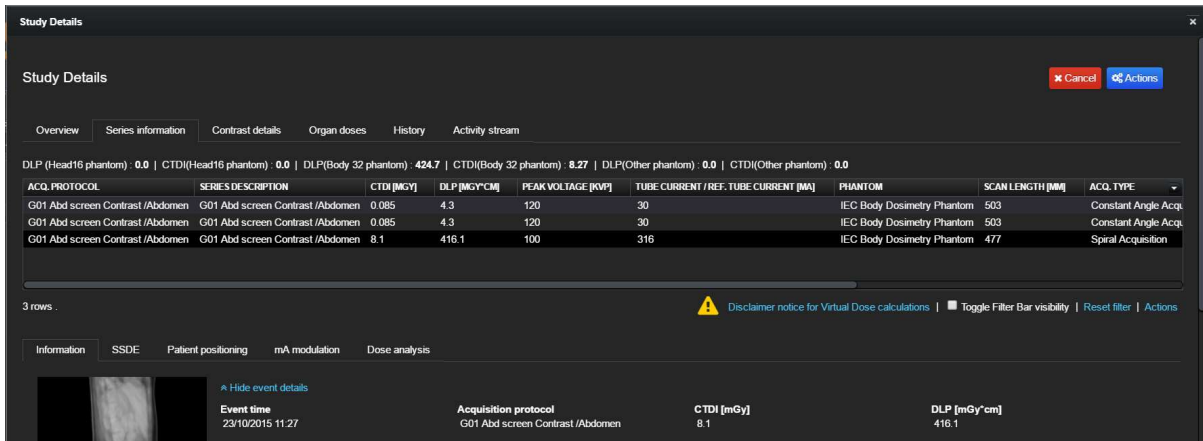 Study Details
Study Details
Cancel Actions
Overview Series information Contrast details Organ doses History Activity stream
DLP (Head16 phantom) : 0.0 | CTDI(Head16 phantom) : 0.0 | DLP(Body 32 phantom) : 424.7 | CTDI(Body 32 phantom) : 8.27 | DLP(Other phantom) : 0.0 | CTDI(Other phantom) : 0.0
ACQ. PROTOCOL SERIES DESCRIPTION CTDI [MGY] DLP [MGY*CM] PEAK VOLTAGE [KVP] TUBE CURRENT / REF. TUBE CURRENT [MA] PHANTOM SCAN LENGTH [MM] ACQ. TYPE
G01 Abd screen Contrast /Abdomen G01 Abd screen Contrast /Abdomen 0.085 4.3 120 30 IEC Body Dosimetry Phantom 503 Constant Angle Acqu
G01 Abd screen Contrast /Abdomen G01 Abd screen Contrast /Abdomen 0.085 4.3 120 30 IEC Body Dosimetry Phantom 503 Constant Angle Acqu
G01 Abd screen Contrast /Abdomen G01 Abd screen Contrast /Abdomen 8.1 416.1 100 316 IEC Body Dosimetry Phantom 477 Spiral Acquisition
3 rows . Disclaimer notice for Virtual Dose calculations | Toggle Filter Bar visibility | Reset filter | Actions
Information SSDE Patient positioning mA modulation Dose analysis
Hide event details
Event time Acquisition protocol CTDI [mGy] DLP [mGy*cm]
23/10/2015 11:27 G01 Abd screen Contrast /Abdomen 8.1 416.1